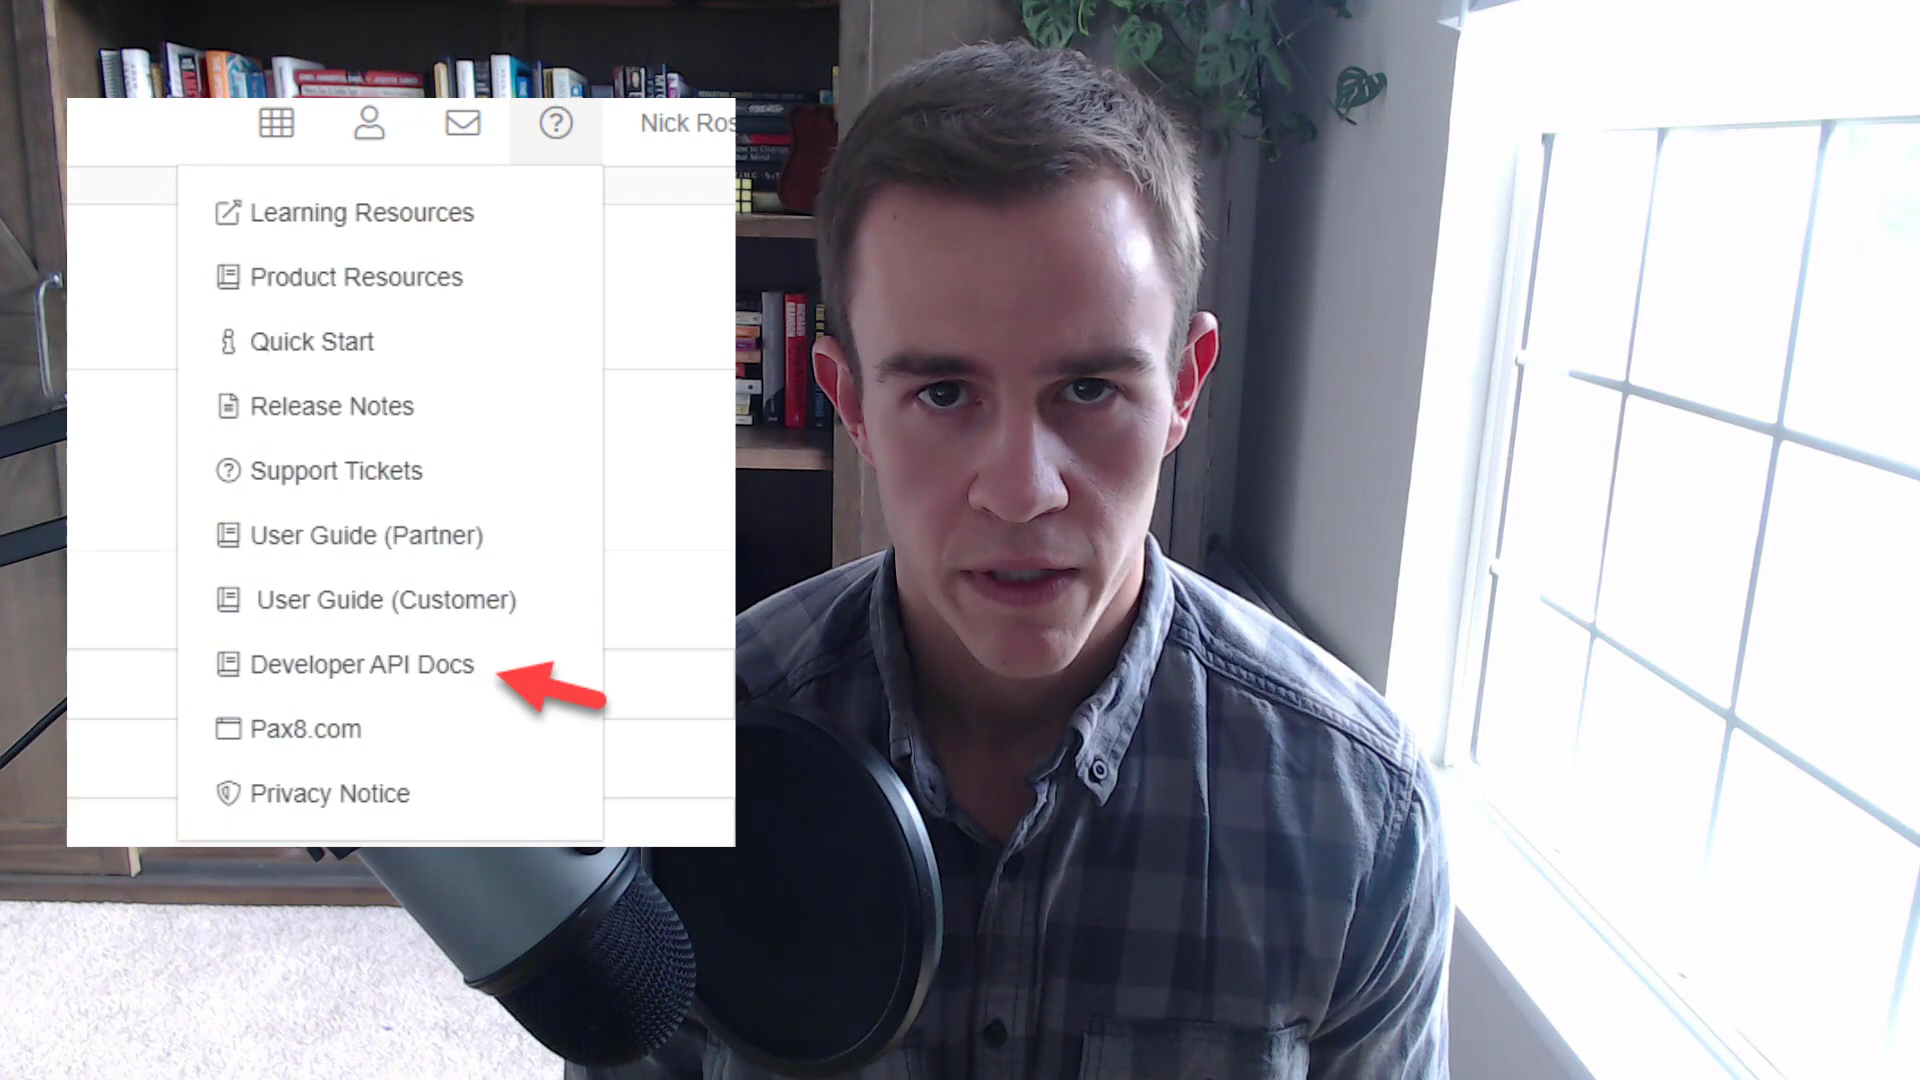 Nick Ros
Learning Resources
Product Resources
Quick Start
Release Notes
Support Tickets
User Guide (Partner)
User Guide (Customer)
Developer API Docs
Pax8.com
Privacy Notice